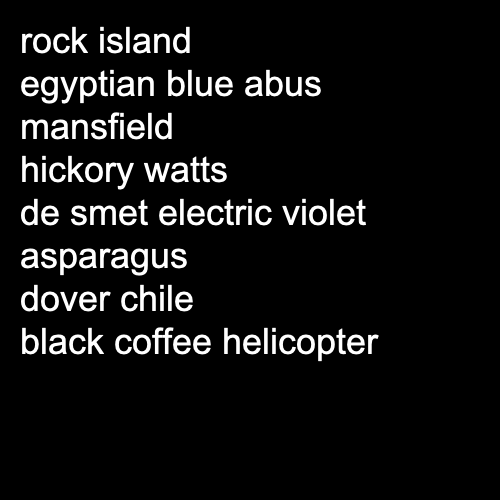 rock island
egyptian blue abus
mansfield
hickory watts
de smet electric violet
asparagus
dover chile
black coffee helicopter